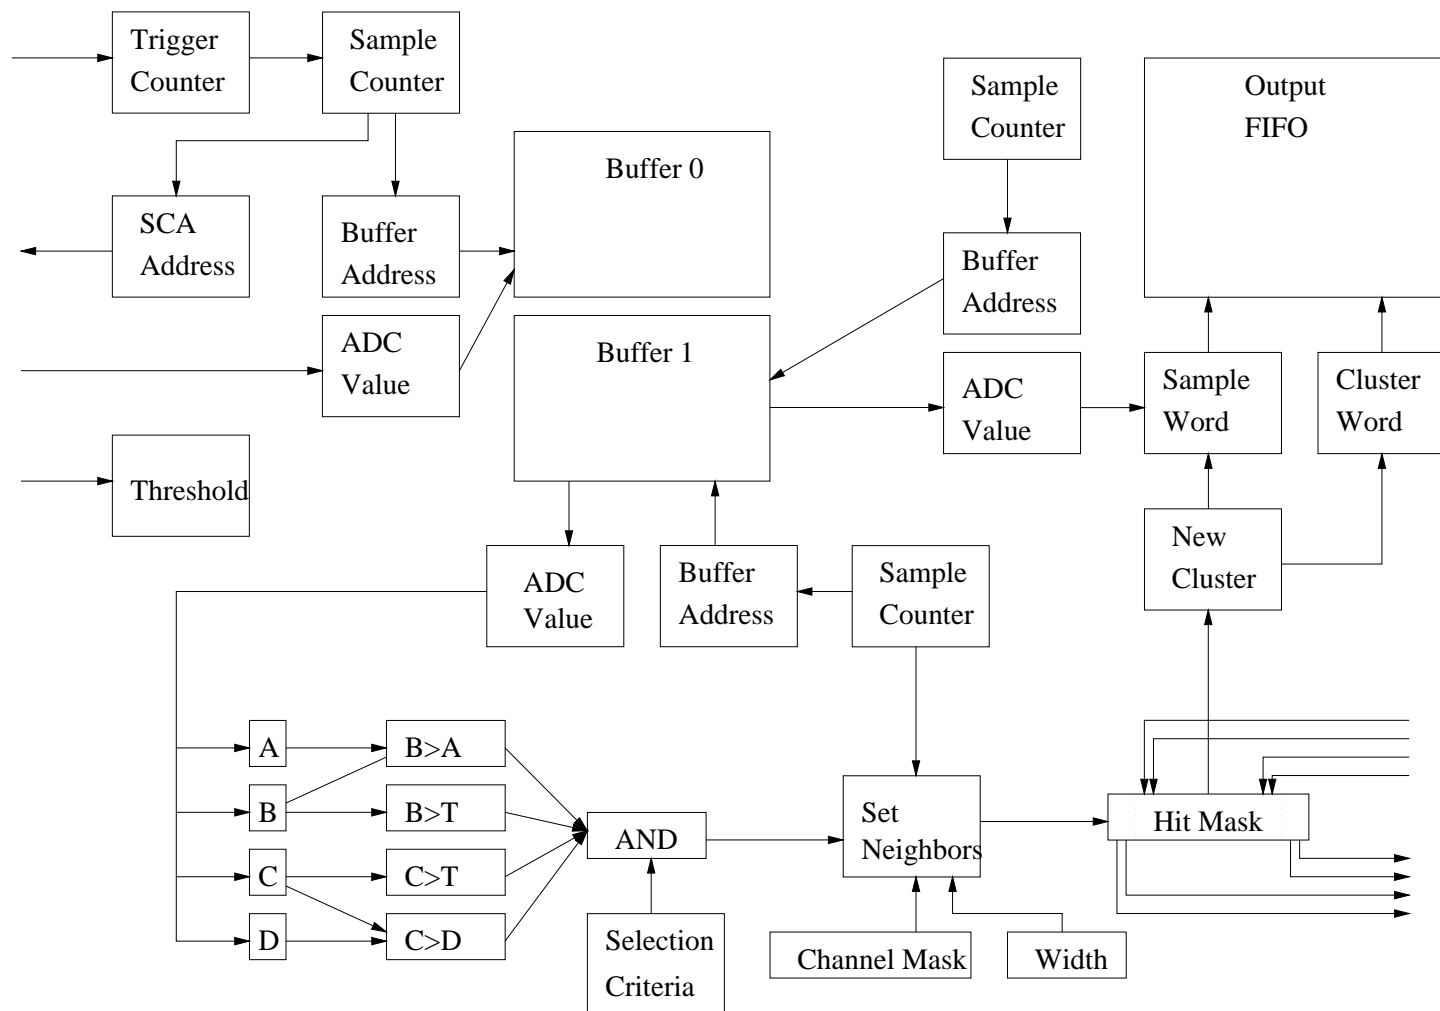 Trigger
Counter
Sample
Counter
Sample
Counter
Output
FIFO
Buffer 0
SCA
Address
Buffer
Address
Buffer
Address
ADC
Value
Buffer 1
ADC
Value
Sample
Word
Cluster
Word
Threshold
New
Cluster
ADC
Value
Buffer
Address
Sample
Counter
A
B>A
B
B>T
C
C>T
D
C>D
AND
Set
Neighbors
Hit Mask
Selection
Criteria
Channel Mask
Width